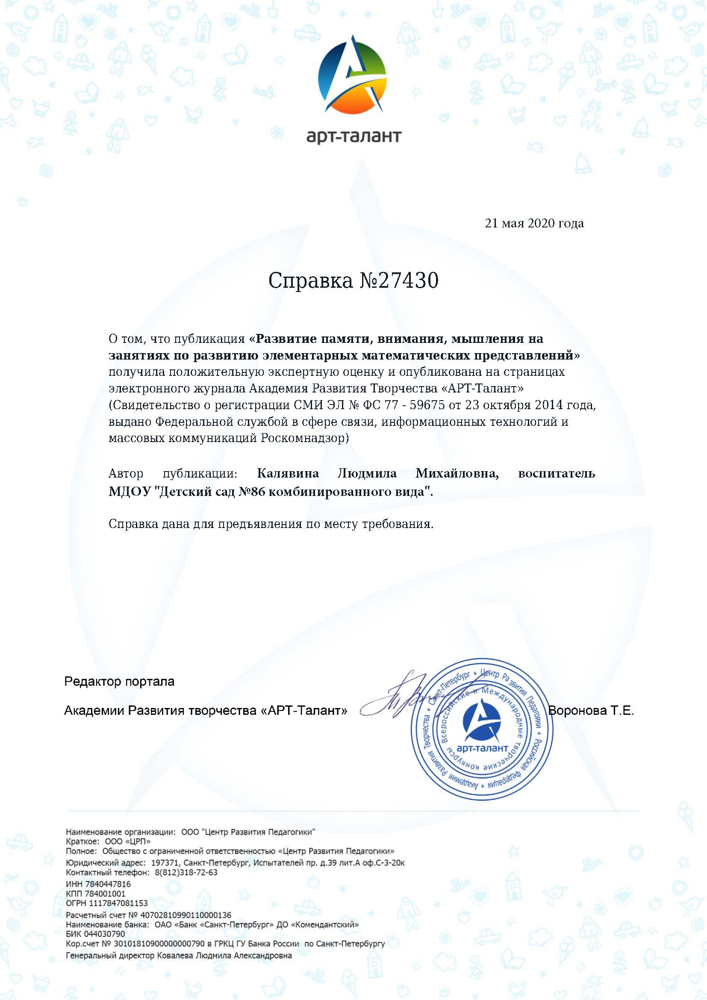 арт-талант
21 мая 2020 года
Справка №27430
О том, что публикация «Развитие памяти, внимания, мышления на
занятиях по развитию элементарных математических представлений»
получила положительную экспертную оценку и опубликована на страницах
электронного журнала Академия Развития Творчества «АРТ-Талант»
(Свидетельство о регистрации СМИ ЭЛ № ФС 77 - 59675 от 23 октября 2014 года,
выдано Федеральной службой в сфере связи, информационных технологий и
массовых коммуникаций Роскомнадзор)
Автор публикации: Калявина Людмила Михайловна, воспитатель
МДОУ "Детский сад №86 комбинированного вида".
Справка дана для предъявления по месту требования.
Редактор портала
Академии Развития творчества «АРТ-Талант»
Воронова Т.Е.
* Санкт-Петербург * Центр Развития Педагогики * Российская Федерация * Академия Развития Творчества
Всероссийские и Международные творческие конкурсы
арт-талант
Наименование организации: ООО "Центр Развития Педагогики"
Краткое: ООО «ЦРП»
Полное: Общество с ограниченной ответственностью «Центр Развития Педагогики»
Юридический адрес: 197371, Санкт-Петербург, Испытателей пр. д.39 лит.А оф.С-3-20к
Контактный телефон: 8(812)318-72-63
ИНН 7840447816
КПП 784001001
ОГРН 1117847081153
Расчетный счет № 40702810990110000136
Наименование банка: ОАО «Банк «Санкт-Петербург» ДО «Комендантский»
БИК 044030790
Кор.счет № 30101810900000000790 в ГРКЦ ГУ Банка России по Санкт-Петербургу
Генеральный директор Ковалева Людмила Александровна